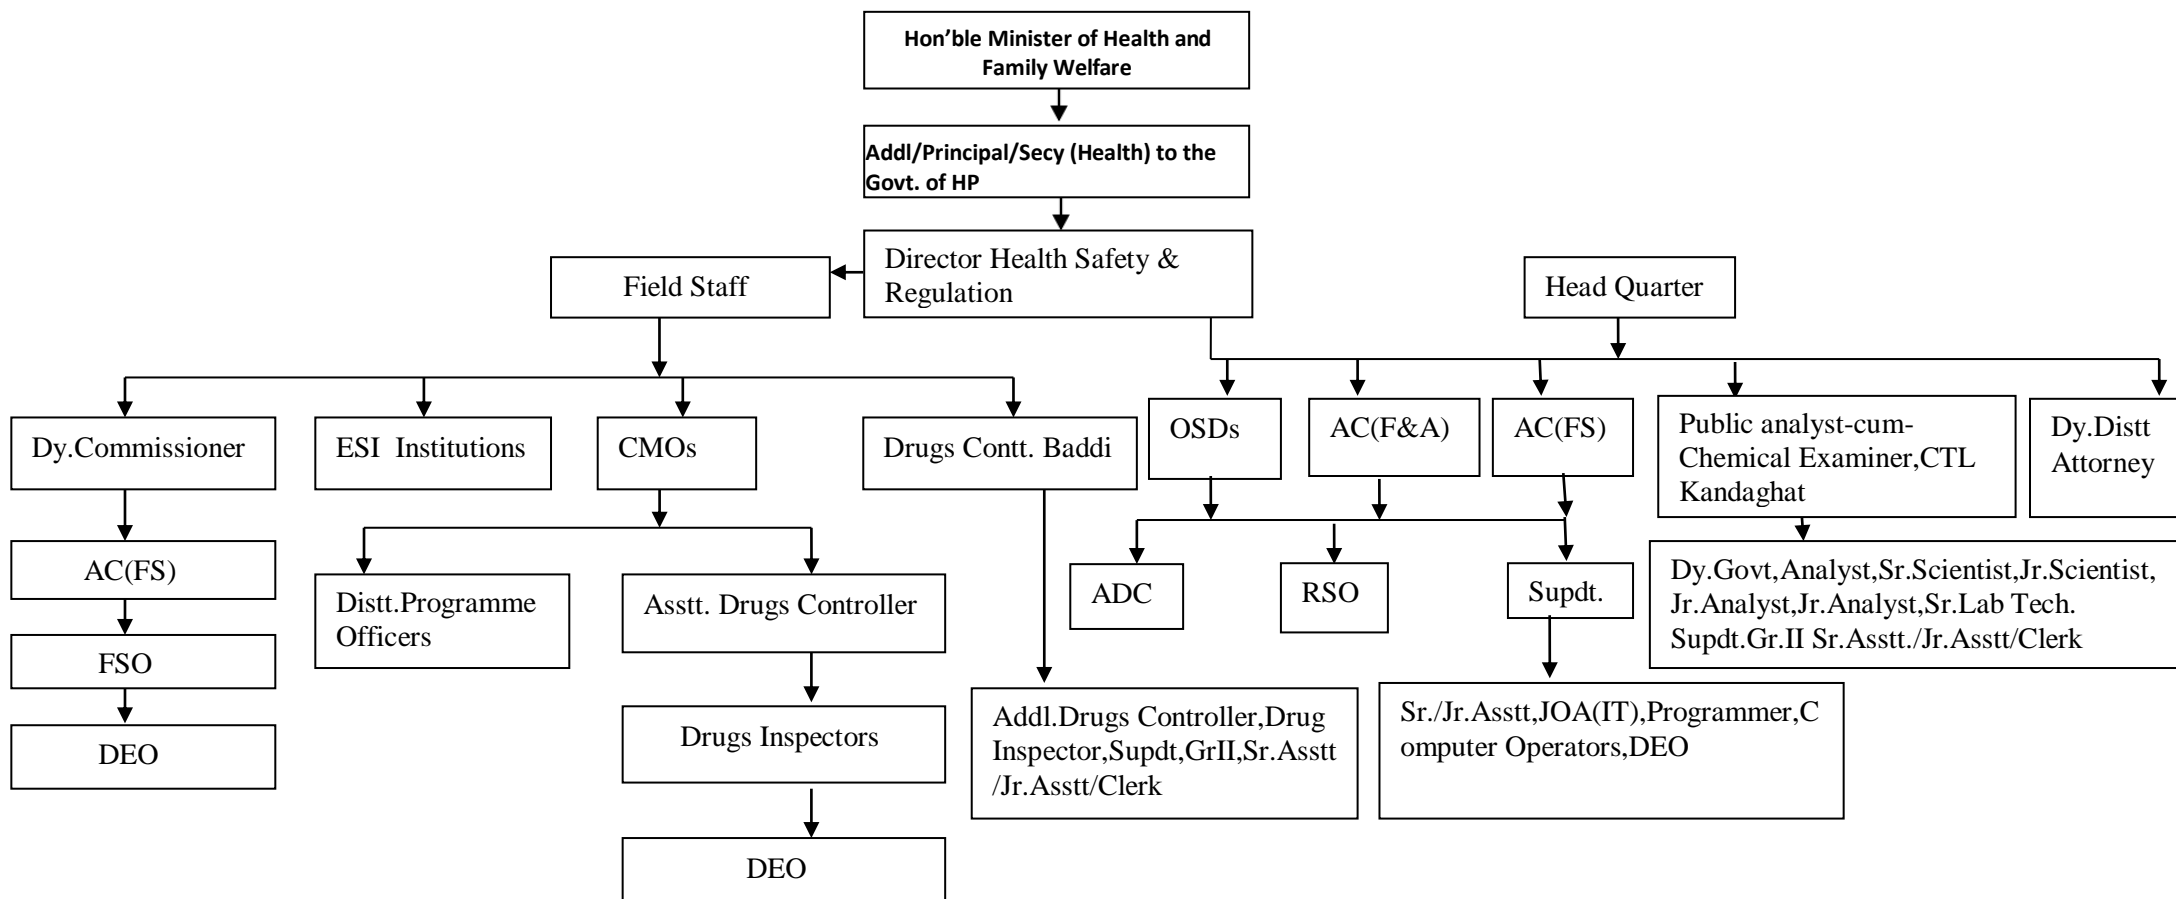 Hon’ble Minister of Health and
Family Welfare
Addl/Principal/Secy (Health) to the
Govt. of HP
Director Health Safety &
Regulation
Field Staff
Head Quarter
Dy.Commissioner
ESI  Institutions
CMOs
Drugs Contt. Baddi
OSDs
AC(F&A)
AC(FS)
Public analyst-cum-
Chemical Examiner,CTL
Kandaghat
Dy.Distt
Attorney
AC(FS)
Distt.Programme
Officers
Asstt. Drugs Controller
ADC
RSO
Supdt.
Dy.Govt,Analyst,Sr.Scientist,Jr.Scientist,
Jr.Analyst,Jr.Analyst,Sr.Lab Tech.
Supdt.Gr.II Sr.Asstt./Jr.Asstt/Clerk
FSO
DEO
Drugs Inspectors
Addl.Drugs Controller,Drug
Inspector,Supdt,GrII,Sr.Asstt
/Jr.Asstt/Clerk
Sr./Jr.Asstt,JOA(IT),Programmer,C
omputer Operators,DEO
DEO